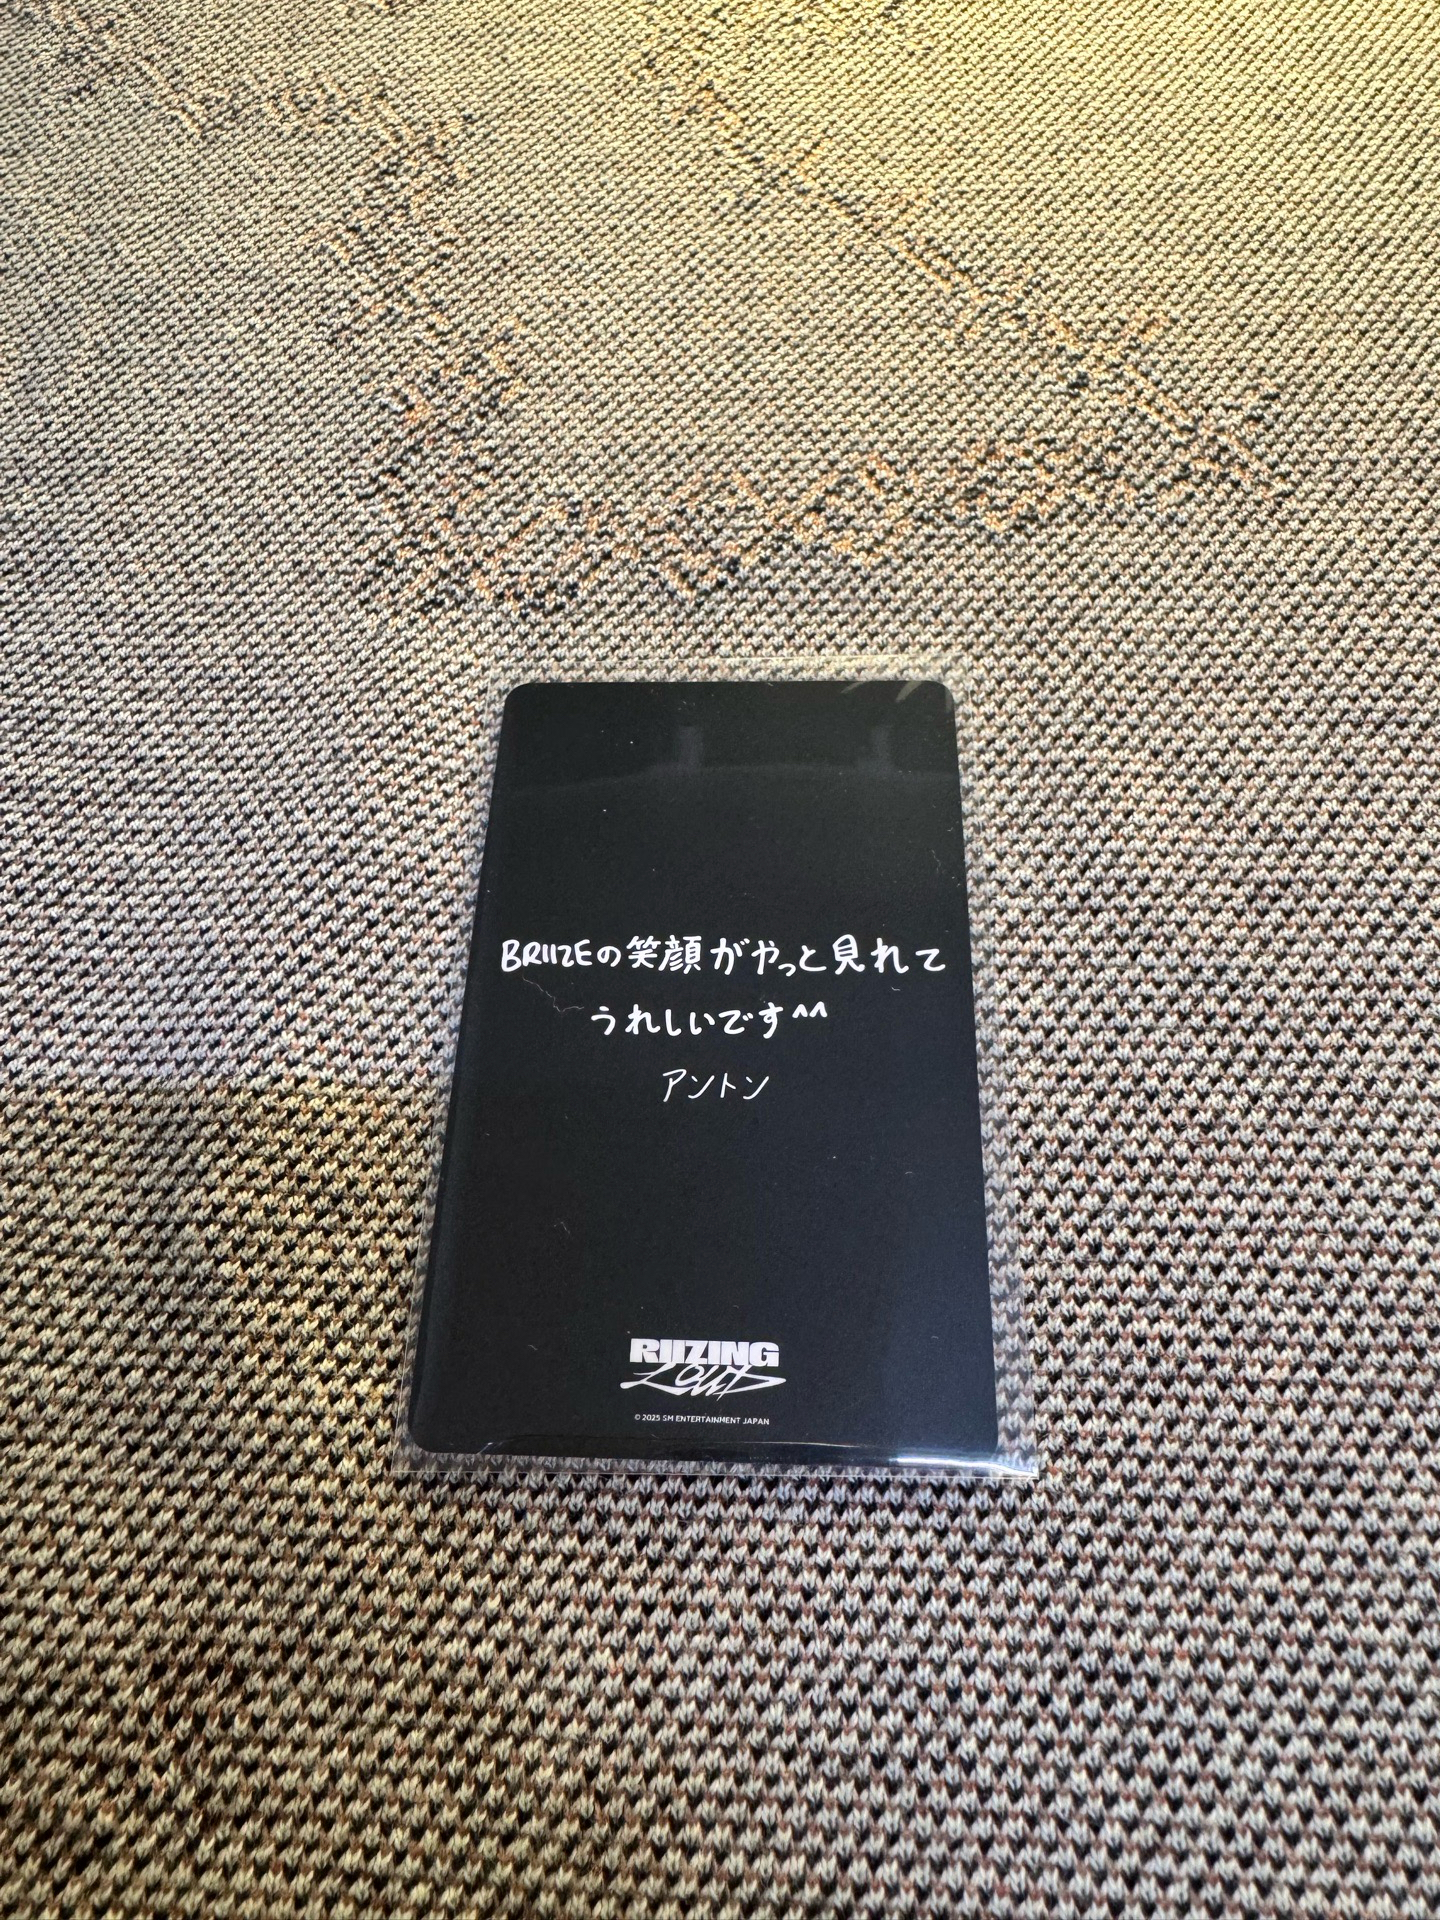 BRIIZEの笑顔がやっと見れて
うれしいです^^
アントン
RIIZING
LOUD
© 2025 SM ENTERTAINMENT JAPAN